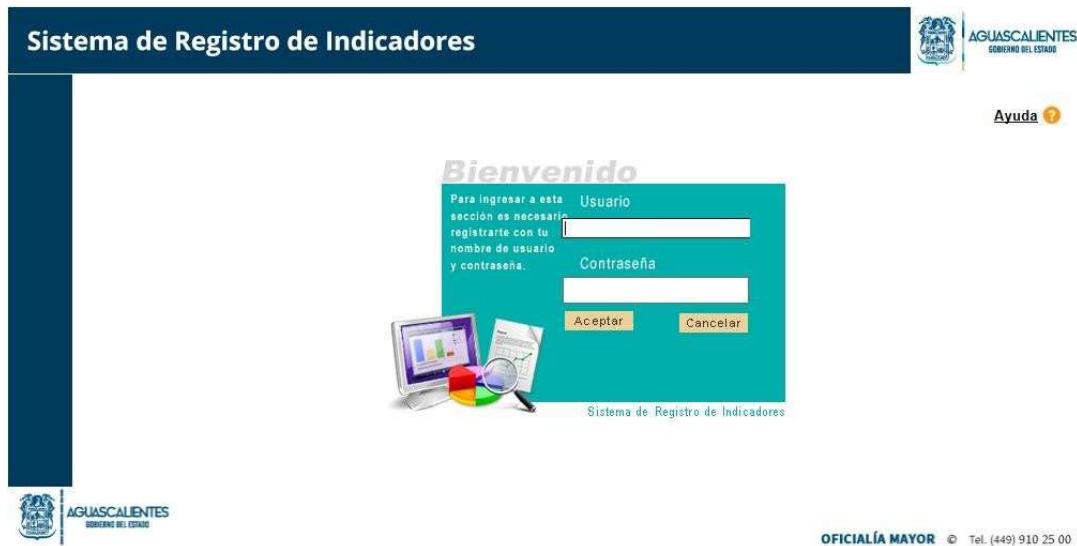 Sistema de Registro de Indicadores
AGUASCALIENTES
GOBIERNO DEL ESTADO
Ayuda ?
Bienvenido
Para ingresar a esta
sección es necesario
registrarte con tu
nombre de usuario
y contraseña.
Usuario
Contraseña
Aceptar
Cancelar
Sistema de Registro de Indicadores
AGUASCALIENTES
GOBIERNO DEL ESTADO
OFICIALÍA MAYOR © Tel. (449) 910 25 00